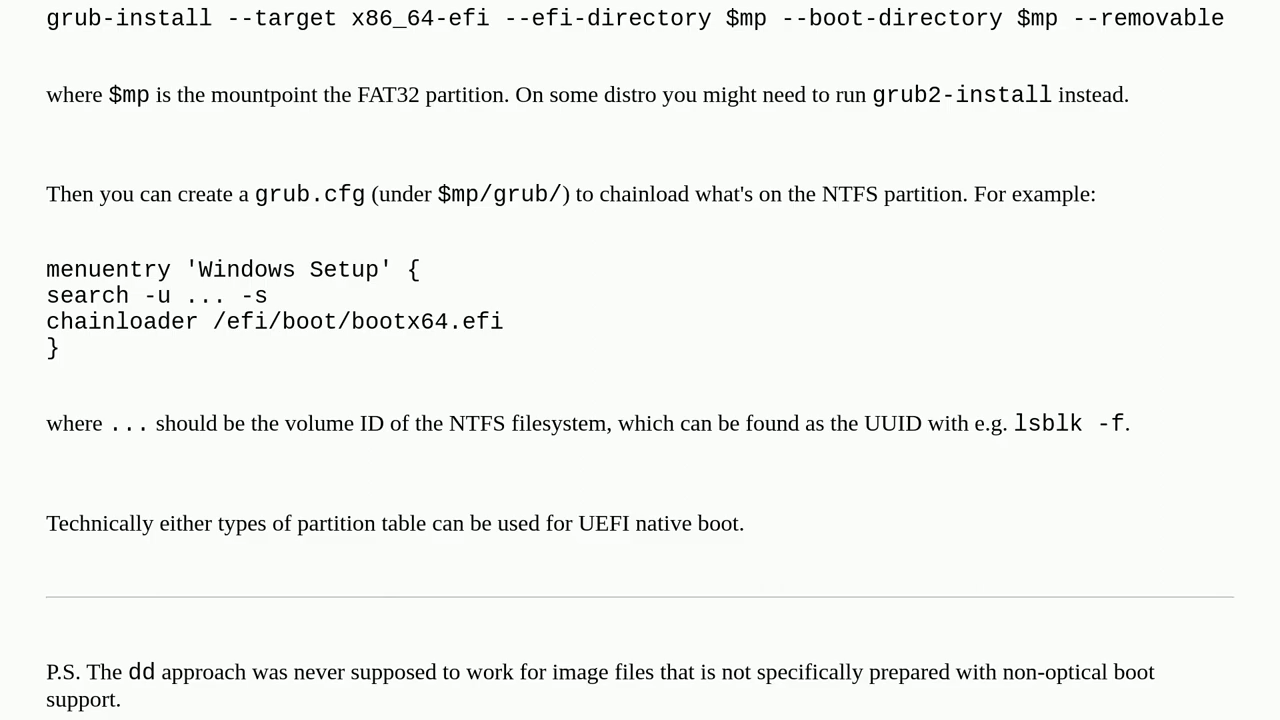 grub-install --target x86_64-efi --efi-directory $mp --boot-directory $mp --removable
where $mp is the mountpoint the FAT32 partition. On some distro you might need to run grub2-install instead.
Then you can create a grub.cfg (under $mp/grub/) to chainload what's on the NTFS partition. For example:
menuentry 'Windows Setup' {
search -u ... -s
chainloader /efi/boot/bootx64.efi
}
where ... should be the volume ID of the NTFS filesystem, which can be found as the UUID with e.g. lsblk -f.
Technically either types of partition table can be used for UEFI native boot.
P.S. The dd approach was never supposed to work for image files that is not specifically prepared with non-optical boot
support.